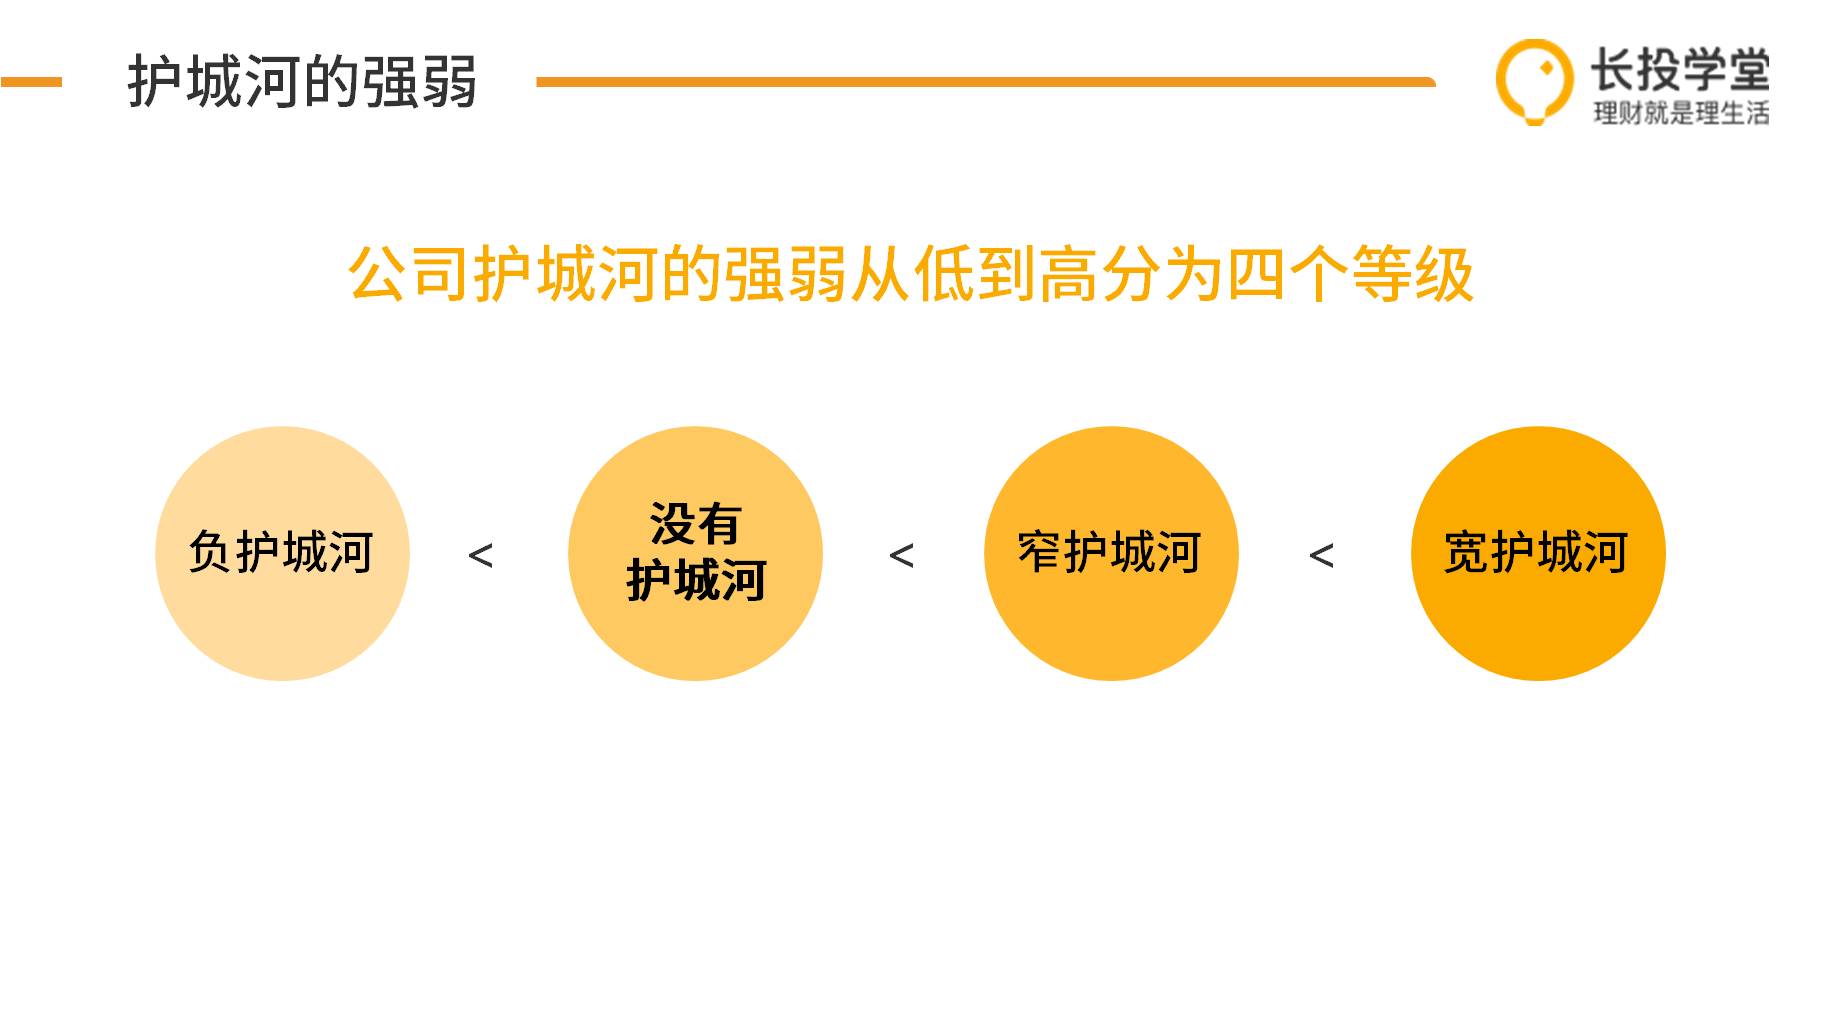 护城河的强弱
长投学堂
理财就是理生活
公司护城河的强弱从低到高分为四个等级
负护城河
<
没有
护城河
<
窄护城河
<
宽护城河